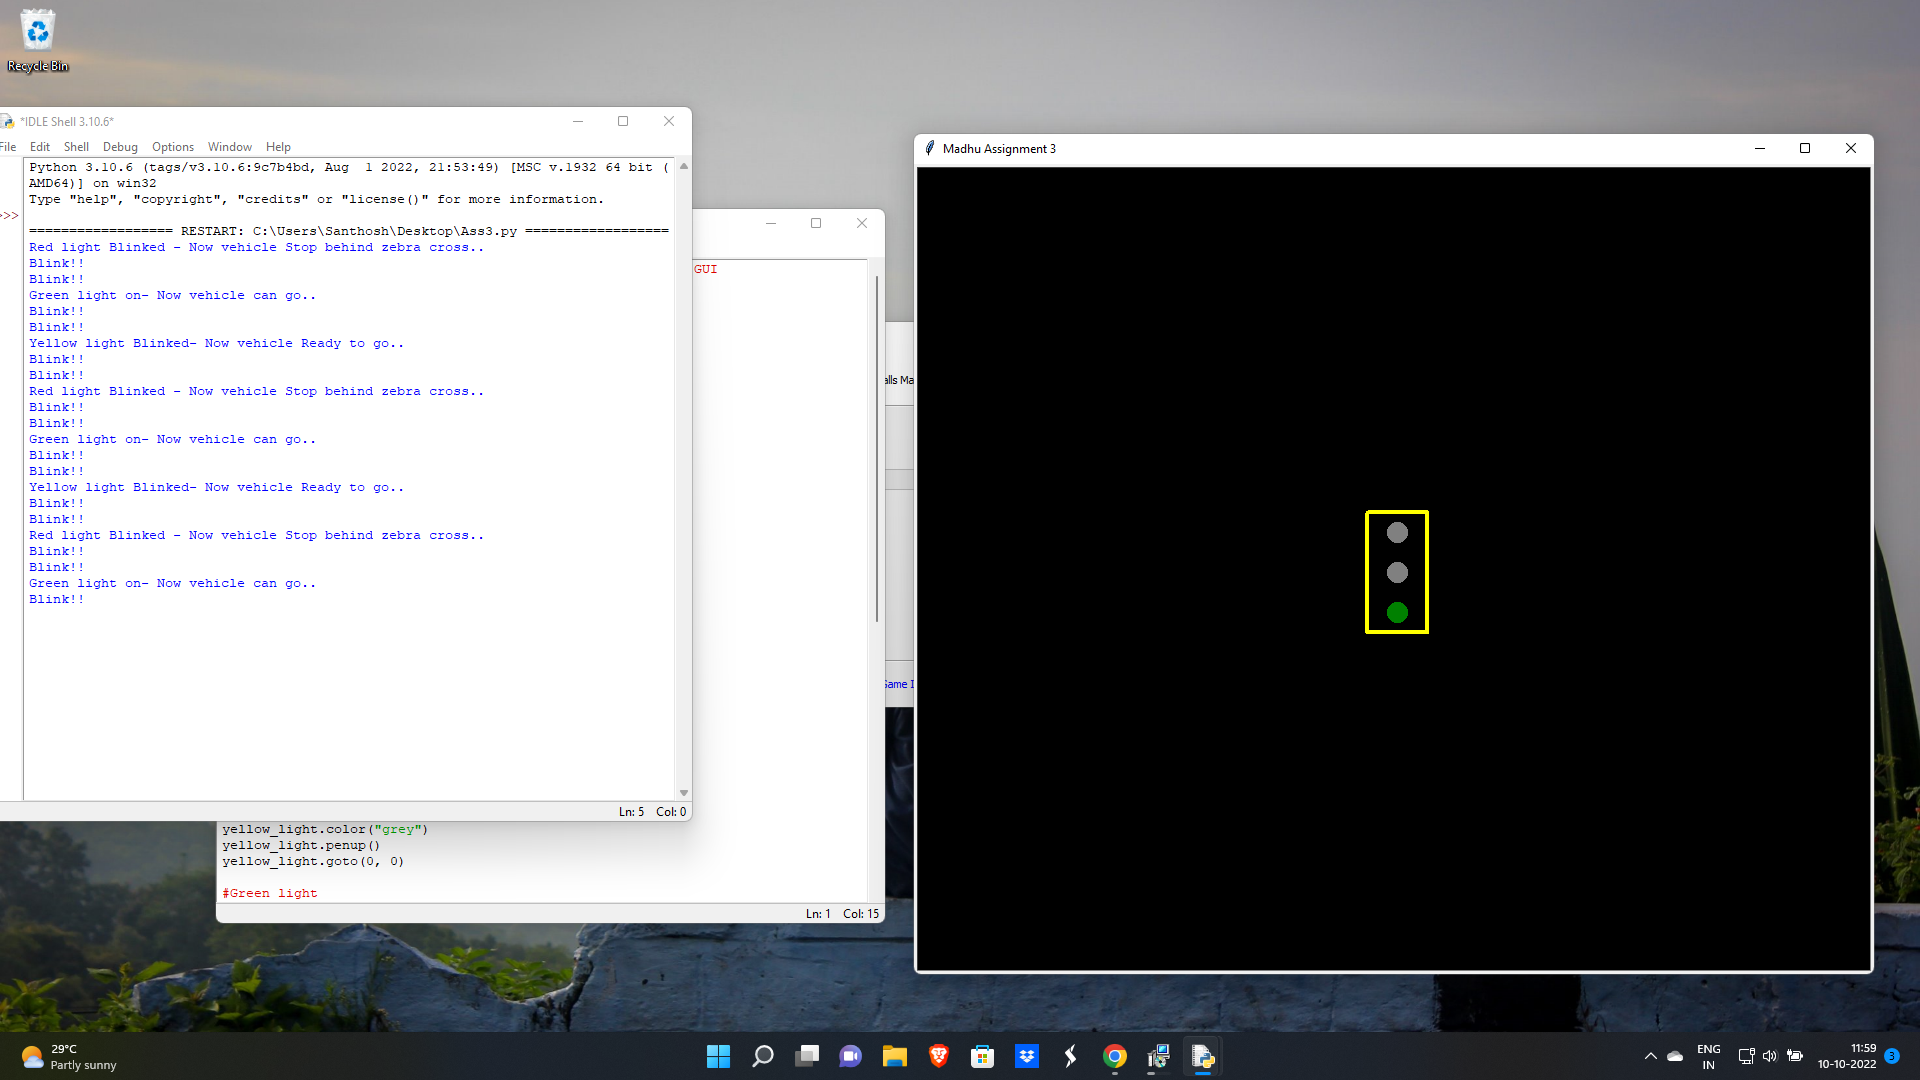 Recycle Bin
*IDLE Shell 3.10.6*
File Edit Shell Debug Options Window Help
Python 3.10.6 (tags/v3.10.6:9c7b4bd, Aug  1 2022, 21:53:49) [MSC v.1932 64 bit (
AMD64)] on win32
Type "help", "copyright", "credits" or "license()" for more information.
>>>
================== RESTART: C:\Users\Santhosh\Desktop\Ass3.py ==================
Red light Blinked - Now vehicle Stop behind zebra cross..
Blink!!
Blink!!
Green light on- Now vehicle can go..
Blink!!
Blink!!
Yellow light Blinked- Now vehicle Ready to go..
Blink!!
Blink!!
Red light Blinked - Now vehicle Stop behind zebra cross..
Blink!!
Blink!!
Green light on- Now vehicle can go..
Blink!!
Blink!!
Yellow light Blinked- Now vehicle Ready to go..
Blink!!
Blink!!
Red light Blinked - Now vehicle Stop behind zebra cross..
Blink!!
Blink!!
Green light on- Now vehicle can go..
Blink!!
Ln: 5 Col: 0
GUI
yellow_light.color("grey")
yellow_light.penup()
yellow_light.goto(0, 0)
#Green light
Ln: 1 Col: 15
alls Ma
Game I
Madhu Assignment 3
29°C
Partly sunny
ENG
IN
11:59
10-10-2022
3